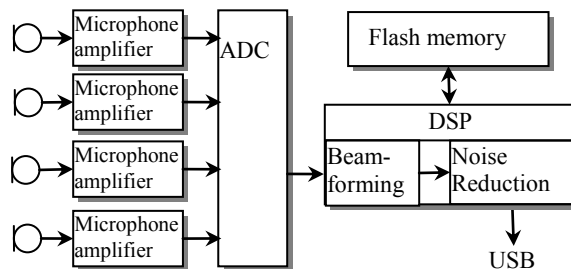 Microphone
amplifier
Microphone
amplifier
Microphone
amplifier
Microphone
amplifier
ADC
Flash memory
DSP
Beam-
forming
Noise
Reduction
USB